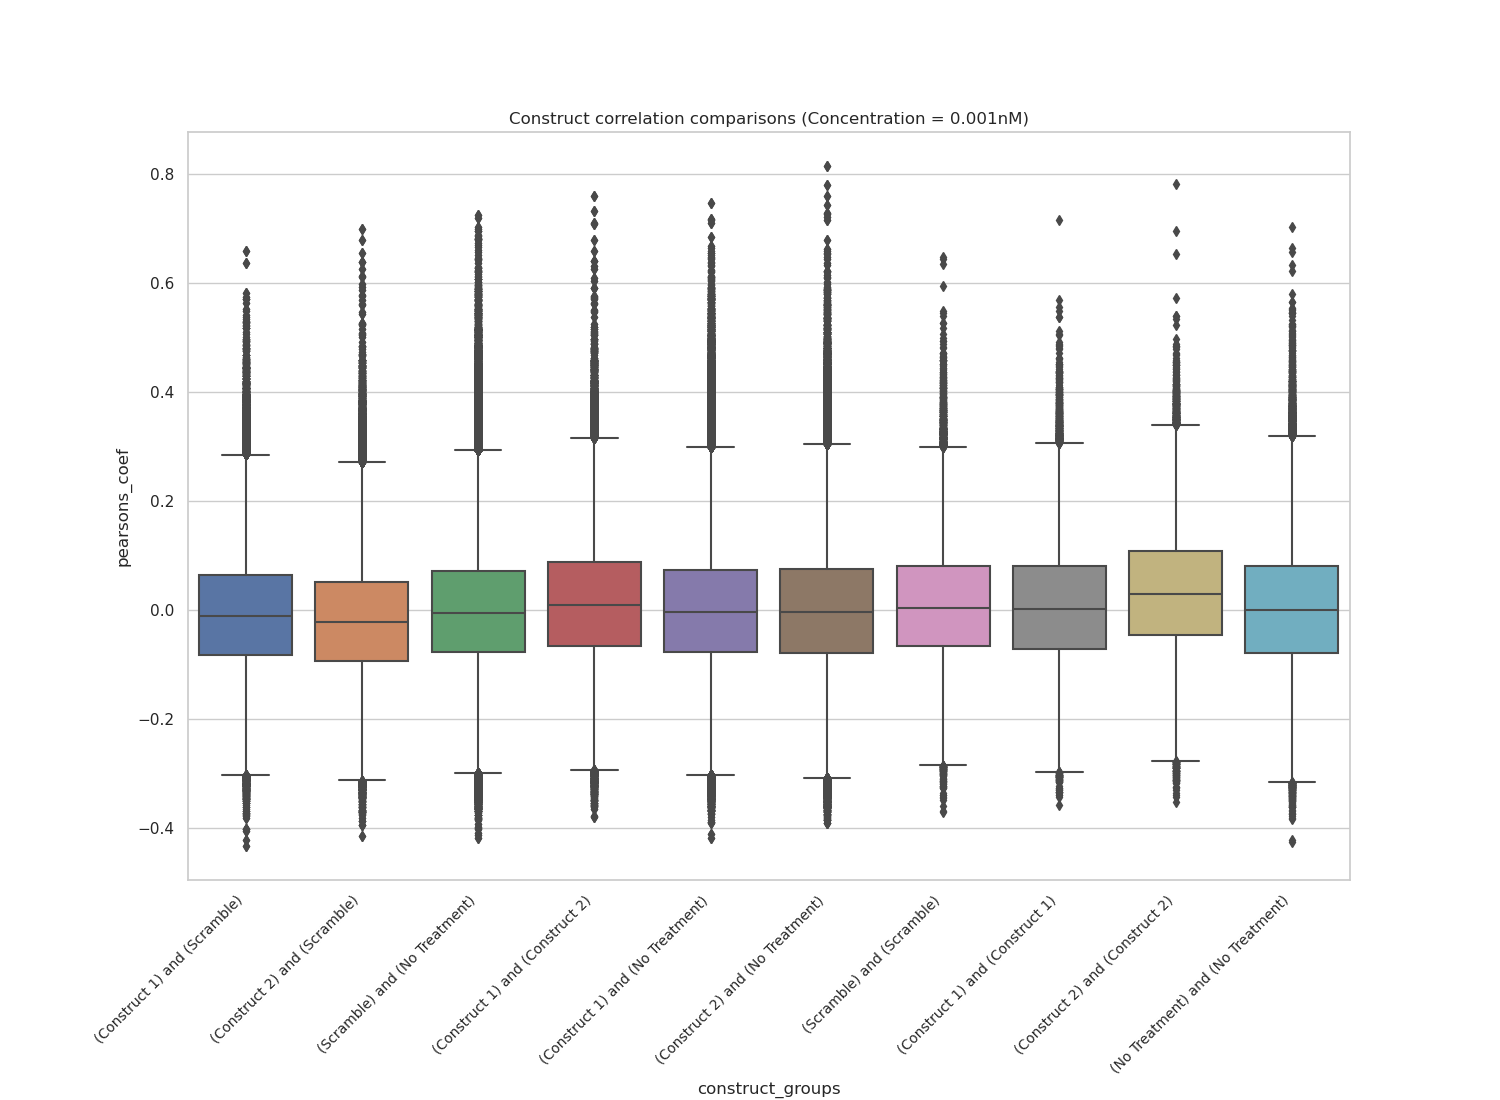 Construct correlation comparisons (Concentration = 0.001nM)
0.8
0.6
0.4
0.2
0.0
−0.2
−0.4
pearsons_coef
(Construct 1) and (Scramble)
(Construct 2) and (Scramble)
(Scramble) and (No Treatment)
(Construct 1) and (Construct 2)
(Construct 1) and (No Treatment)
(Construct 2) and (No Treatment)
(Scramble) and (Scramble)
(Construct 1) and (Construct 1)
(Construct 2) and (Construct 2)
(No Treatment) and (No Treatment)
construct_groups